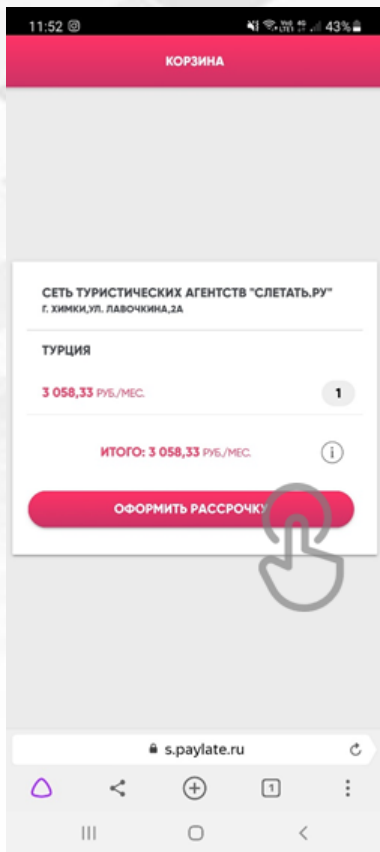 11:52
43%
КОРЗИНА
СЕТЬ ТУРИСТИЧЕСКИХ АГЕНТСТВ "СЛЕТАТЬ.РУ"
Г. ХИМКИ,УЛ. ЛАВОЧКИНА,2А
ТУРЦИЯ
3 058,33 РУБ./МЕС.
1
ИТОГО: 3 058,33 РУБ./МЕС.
i
ОФОРМИТЬ РАССРОЧКУ
s.paylate.ru
1